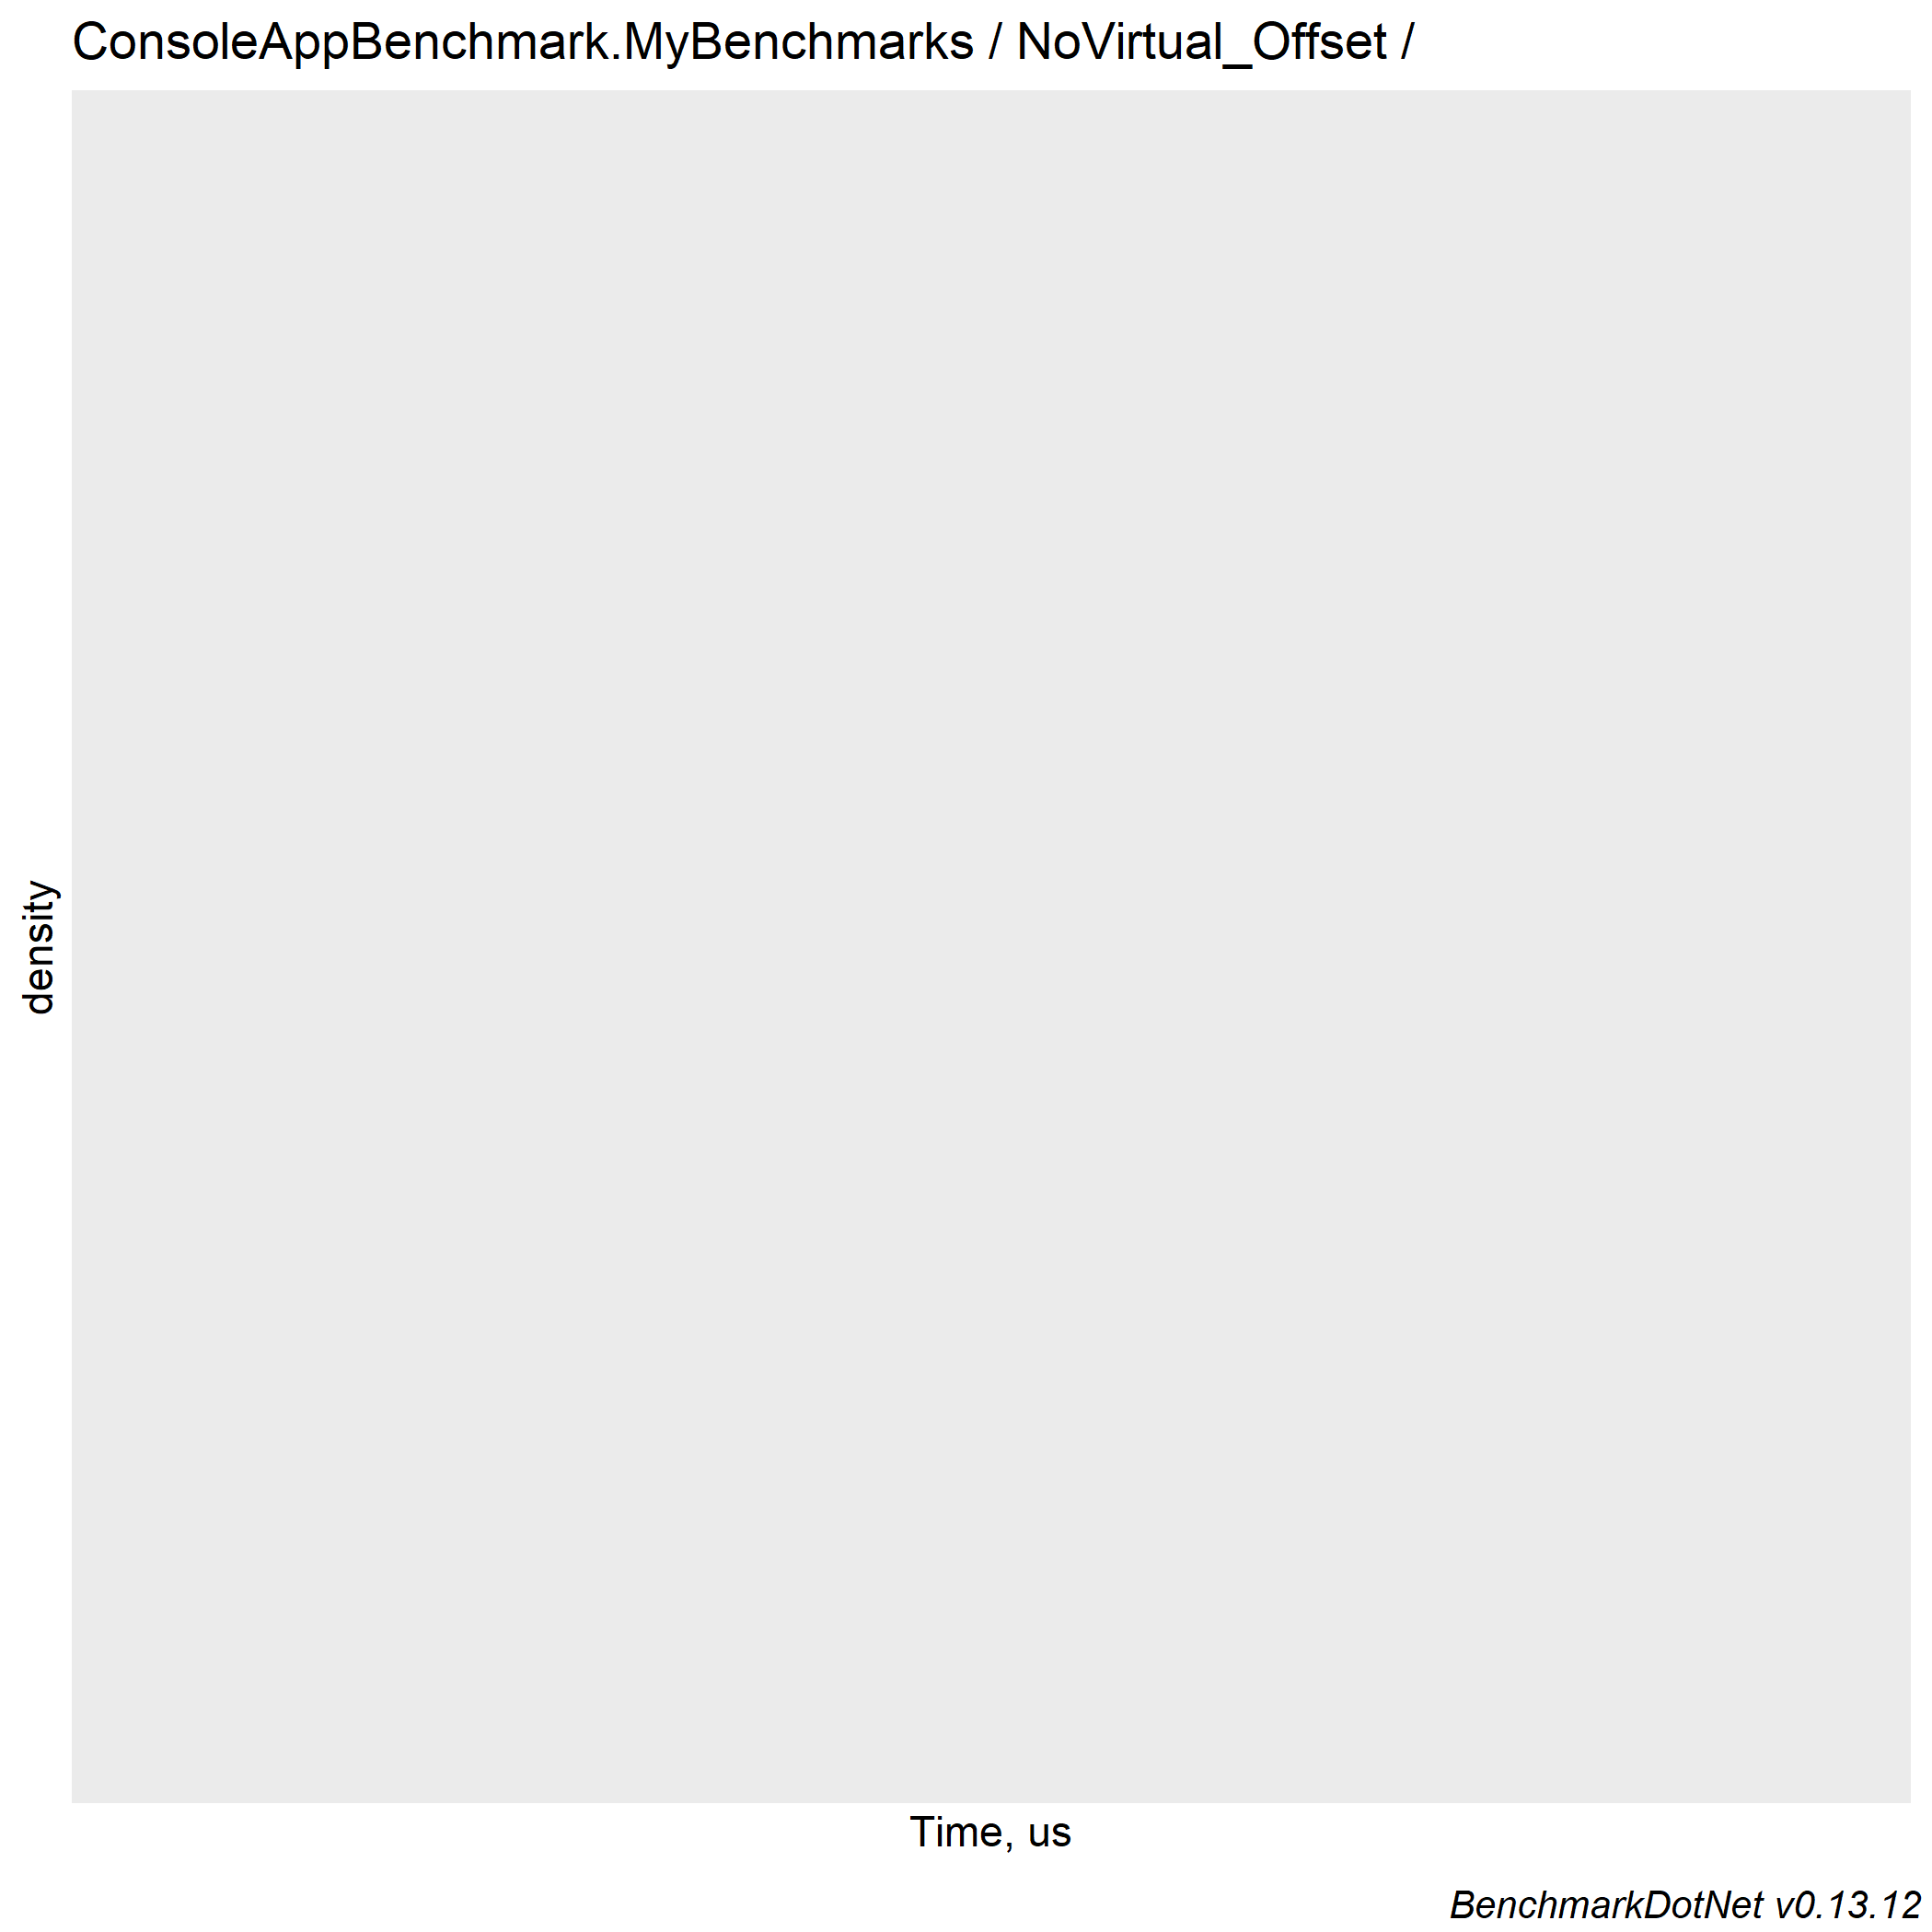 ConsoleAppBenchmark.MyBenchmarks / NoVirtual_Offset /
density
Time, us
BenchmarkDotNet v0.13.12